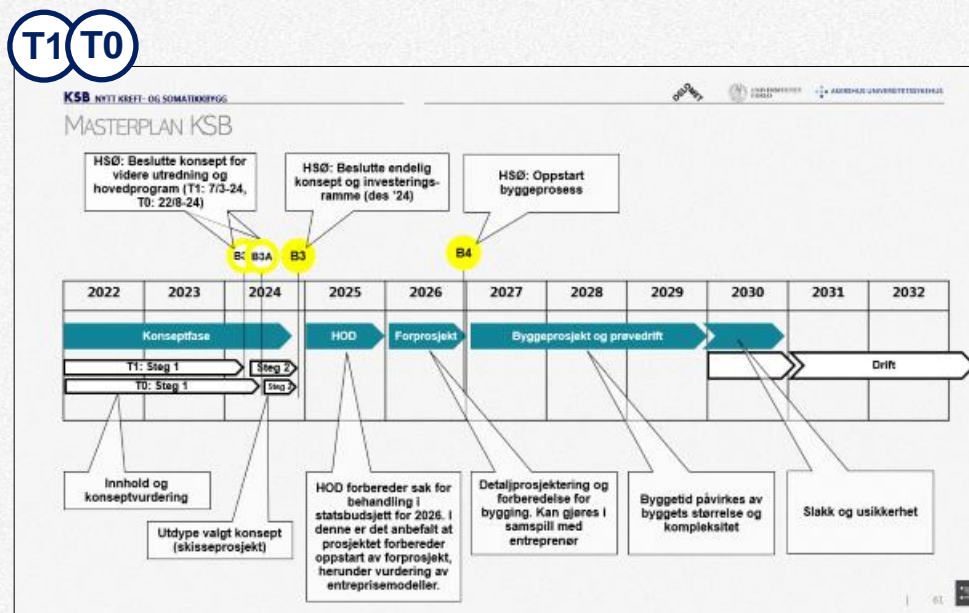 T1 T0
KSB NYTT KREFT- OG SOMATIKKBYGG
OSLOMET
UNIVERSITETET
AKERSHUS UNIVERSITETSSYKEHUS
MASTERPLAN KSB
HSØ: Beslutte konsept for
videre utredning og
hovedprogram (T1: 7/3-24,
T0: 22/8-24)
HSØ: Beslutte endelig
konsept og investerings-
ramme (des '24)
HSØ: Oppstart
byggeprosess
B3A
B3
B4
2022 2023 2024 2025 2026 2027 2028 2029 2030 2031 2032
Konseptfase HOD Forprosjekt Byggeprosjekt og prøvedrift
T1: Steg 1 Steg 2 Drift
T0: Steg 1 Steg 2
Innhold og
konseptvurdering
Utdype valgt konsept
(skisseprosjekt)
HOD forbereder sak for
behandling i
statsbudsjett for 2026. I
denne er det anbefalt at
prosjektet forbereder
oppstart av forprosjekt,
herunder vurdering av
entreprisemodeller.
Detaljprosjektering og
forberedelse for
bygging. Kan gjøres i
samspill med
entreprenør
Byggetid påvirkes av
byggets størrelse og
kompleksitet
Slakk og usikkerhet
| 61